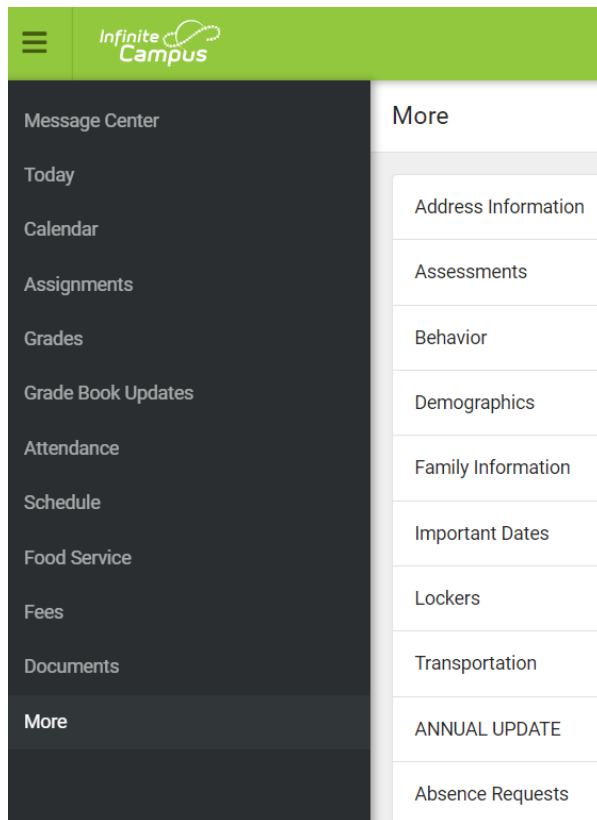 Infinite
Campus
Message Center
Today
Calendar
Assignments
Grades
Grade Book Updates
Attendance
Schedule
Food Service
Fees
Documents
More
More
Address Information
Assessments
Behavior
Demographics
Family Information
Important Dates
Lockers
Transportation
ANNUAL UPDATE
Absence Requests